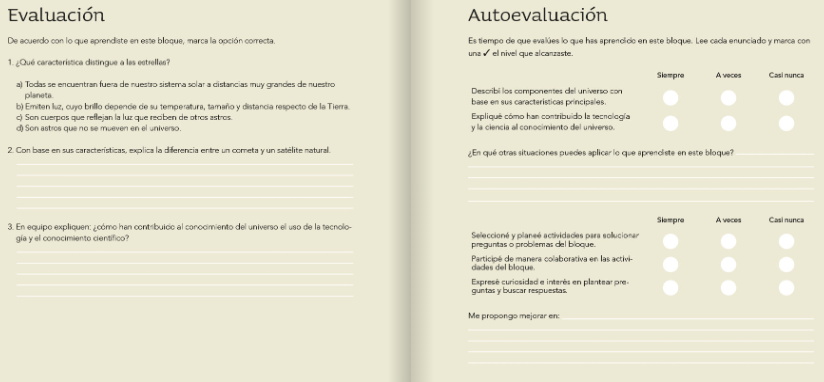 Evaluación
De acuerdo con lo que aprendiste en este bloque, marca la opción correcta.
1. ¿Qué característica distingue a las estrellas?
a) Todas se encuentran fuera de nuestro sistema solar a distancias muy grandes de nuestro
planeta.
b) Emiten luz, cuyo brillo depende de su temperatura, tamaño y distancia respecto de la Tierra.
c) Son cuerpos que reflejan la luz que reciben de otros astros.
d) Son astros que no se mueven en el universo.
2. Con base en sus características, explica la diferencia entre un cometa y un satélite natural.
3. En equipo expliquen: ¿cómo han contribuido al conocimiento del universo el uso de la tecnolo-
gía y el conocimiento científico?
Autoevaluación
Es tiempo de que evalúes lo que has aprendido en este bloque. Lee cada enunciado y marca con
una ✓ el nivel que alcanzaste.
Siempre A veces Casi nunca
Describí los componentes del universo con
base en sus características principales.
Expliqué cómo han contribuido la tecnología
y la ciencia al conocimiento del universo.
¿En qué otras situaciones puedes aplicar lo que aprendiste en este bloque?
Siempre A veces Casi nunca
Seleccioné y planeé actividades para solucionar
preguntas o problemas del bloque.
Participé de manera colaborativa en las activi-
dades del bloque.
Expresé curiosidad e interés en plantear pre-
guntas y buscar respuestas.
Me propongo mejorar en: